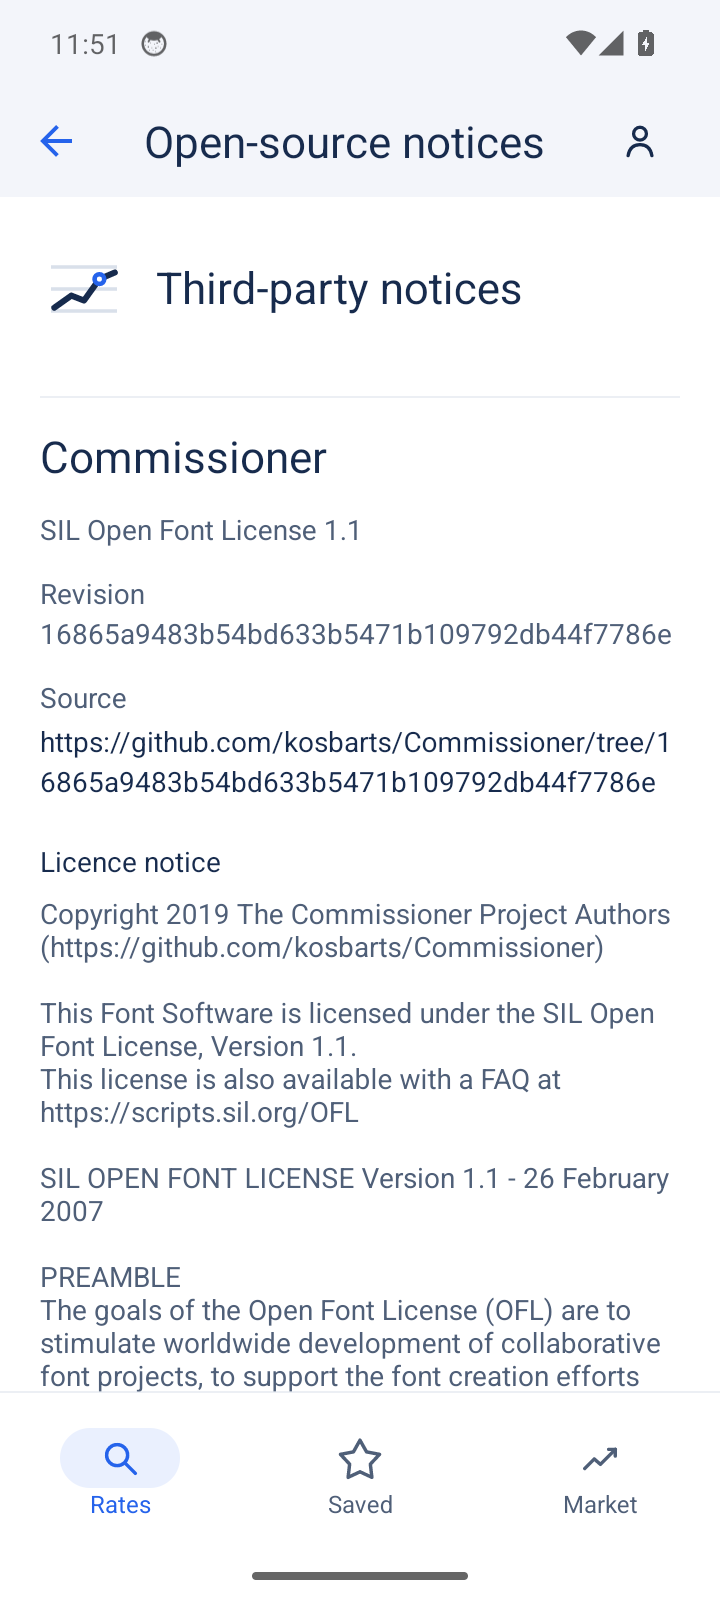 11:51
Open-source notices
Third-party notices
Commissioner
SIL Open Font License 1.1
Revision
16865a9483b54bd633b5471b109792db44f7786e
Source
https://github.com/kosbarts/Commissioner/tree/1
6865a9483b54bd633b5471b109792db44f7786e
Licence notice
Copyright 2019 The Commissioner Project Authors
(https://github.com/kosbarts/Commissioner)
This Font Software is licensed under the SIL Open
Font License, Version 1.1.
This license is also available with a FAQ at
https://scripts.sil.org/OFL
SIL OPEN FONT LICENSE Version 1.1 - 26 February
2007
PREAMBLE
The goals of the Open Font License (OFL) are to
stimulate worldwide development of collaborative
font projects, to support the font creation efforts
Rates
Saved
Market